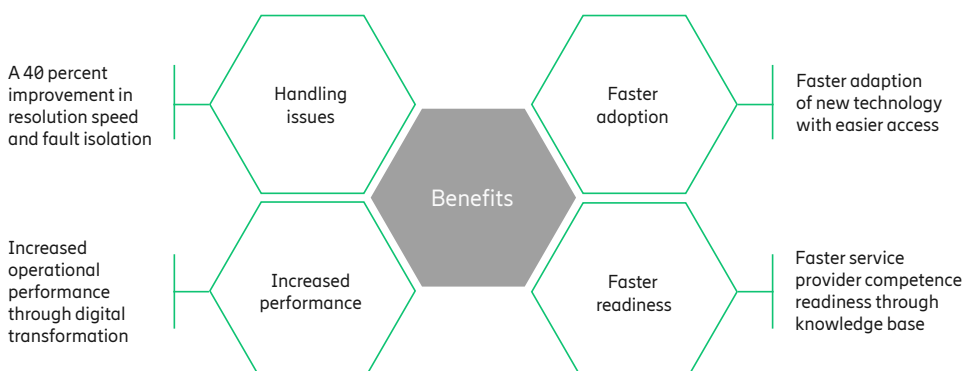 A 40 percent
improvement in
resolution speed
and fault isolation
Handling
issues
Faster
adoption
Faster adaption
of new technology
with easier access
Benefits
Increased
operational
performance
through digital
transformation
Increased
performance
Faster
readiness
Faster service
provider competence
readiness through
knowledge base